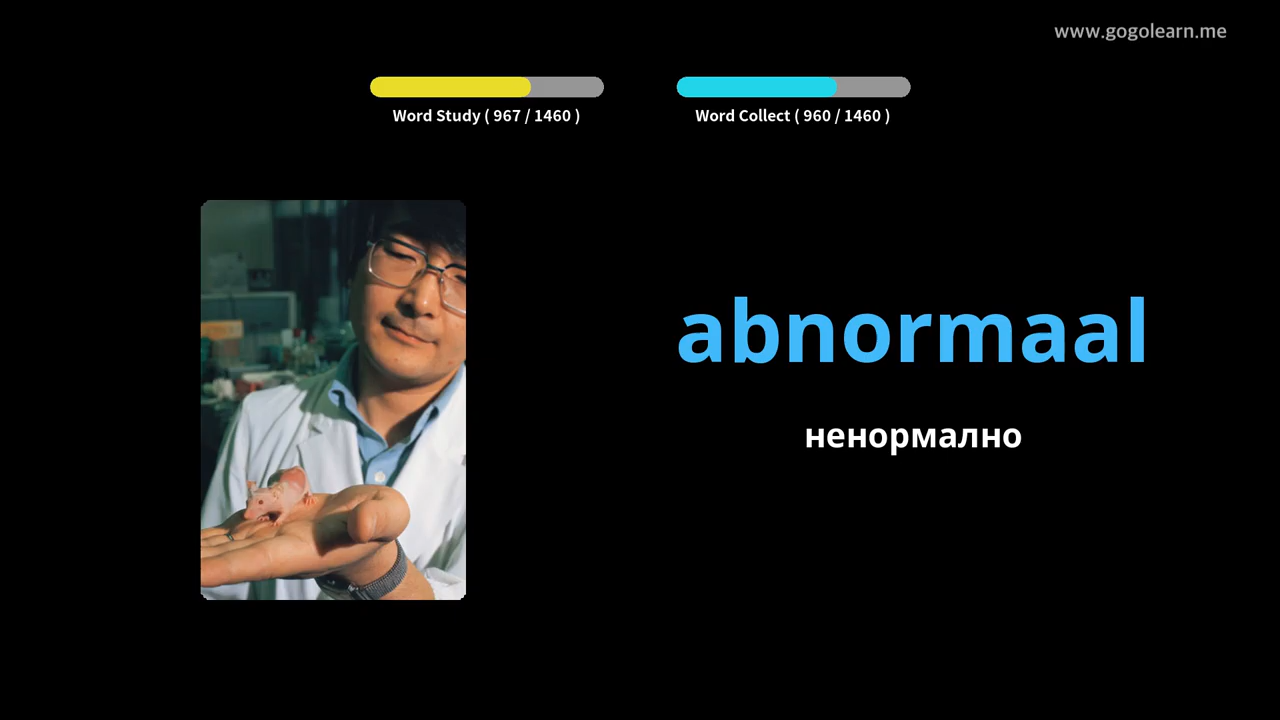 www.gogolearn.me
Word Study ( 967 / 1460 )
Word Collect ( 960 / 1460 )
abnormaal
ненормално